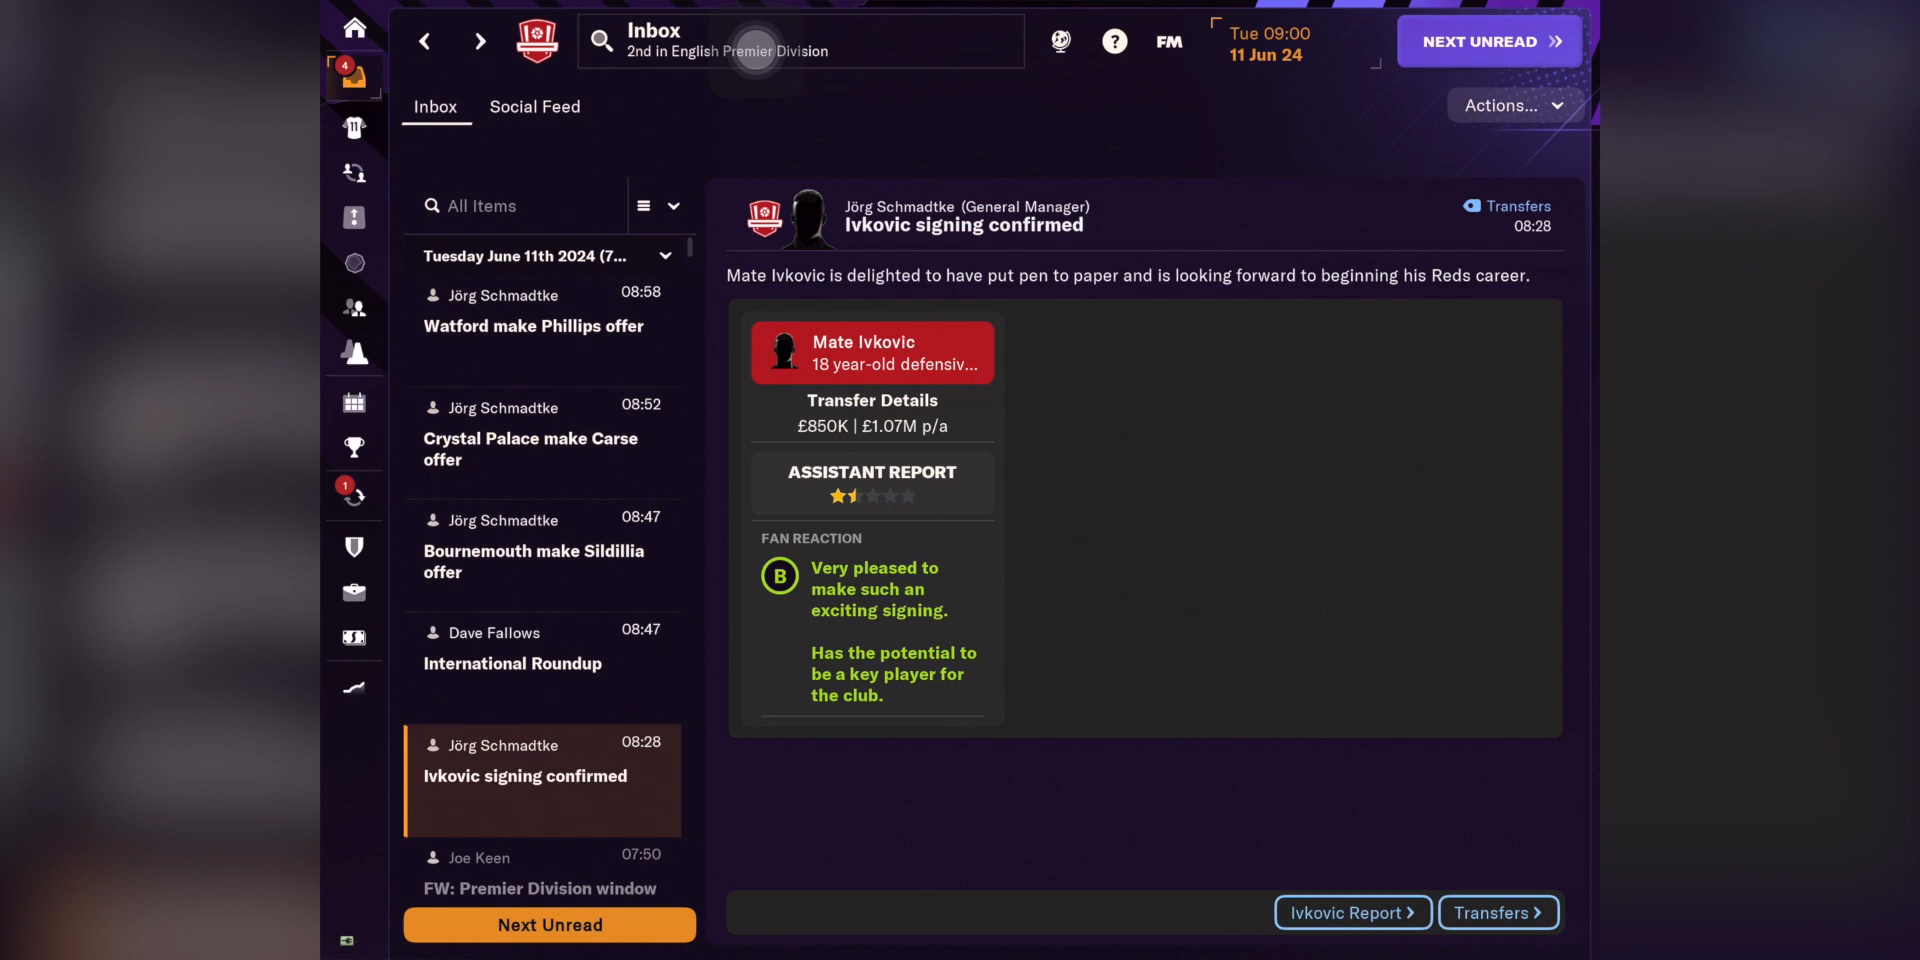 Inbox
2nd in English Premier Division
?
FM
Tue 09:00
11 Jun 24
NEXT UNREAD
4
Inbox
Social Feed
Actions...
11
All Items
Tuesday June 11th 2024 (7...
Jörg Schmadtke
08:58
Watford make Phillips offer
Jörg Schmadtke
08:52
Crystal Palace make Carse
offer
Jörg Schmadtke
08:47
Bournemouth make Sildillia
offer
Dave Fallows
08:47
International Roundup
Jörg Schmadtke
08:28
Ivkovic signing confirmed
Joe Keen
07:50
FW: Premier Division window
Next Unread
1
Jörg Schmadtke (General Manager)
Ivkovic signing confirmed
Transfers
08:28
Mate Ivkovic is delighted to have put pen to paper and is looking forward to beginning his Reds career.
Mate Ivkovic
18 year-old defensiv...
Transfer Details
£850K | £1.07M p/a
ASSISTANT REPORT
FAN REACTION
B
Very pleased to
make such an
exciting signing.
Has the potential to
be a key player for
the club.
Ivkovic Report
Transfers